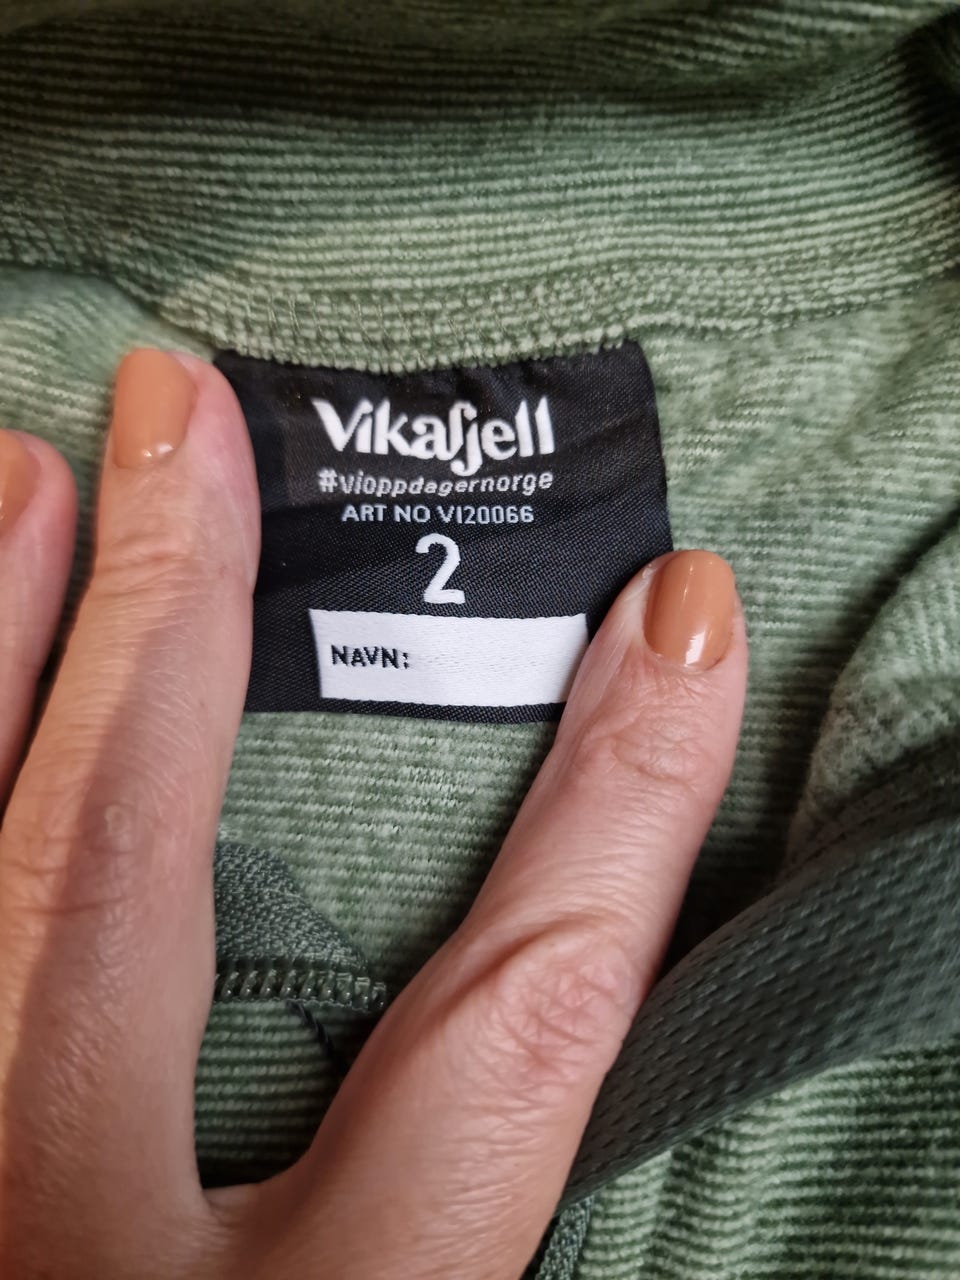 Vikafjell
#vioppdagernorge
ART NO VI20066
2
NAVN: